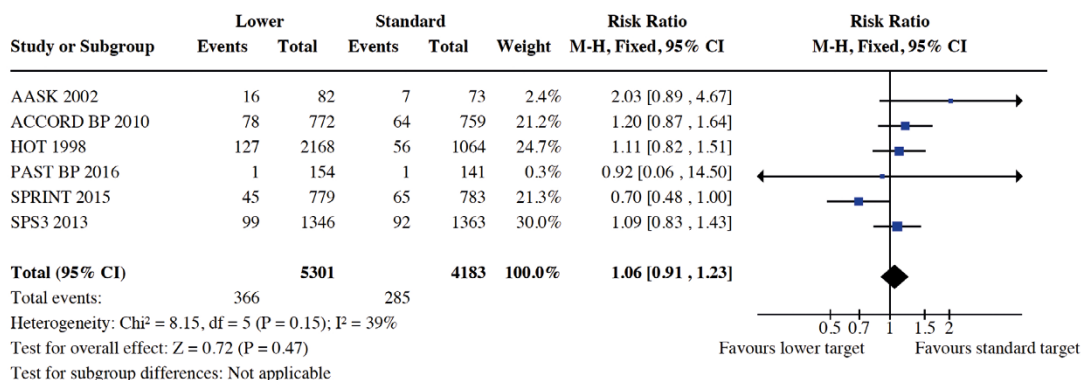 Lower Standard Risk Ratio Risk Ratio
Study or Subgroup Events Total Events Total Weight M-H, Fixed, 95% CI M-H, Fixed, 95% CI
AASK 2002 16 82 7 73 2.4% 2.03 [0.89 , 4.67]
ACCORD BP 2010 78 772 64 759 21.2% 1.20 [0.87 , 1.64]
HOT 1998 127 2168 56 1064 24.7% 1.11 [0.82 , 1.51]
PAST BP 2016 1 154 1 141 0.3% 0.92 [0.06 , 14.50]
SPRINT 2015 45 779 65 783 21.3% 0.70 [0.48 , 1.00]
SPS3 2013 99 1346 92 1363 30.0% 1.09 [0.83 , 1.43]
Total (95% CI) 5301 4183 100.0% 1.06 [0.91 , 1.23]
Total events: 366 285
Heterogeneity: Chi² = 8.15, df = 5 (P = 0.15); I² = 39%
Test for overall effect: Z = 0.72 (P = 0.47)
Test for subgroup differences: Not applicable
0.5 0.7 1 1.5 2
Favours lower target Favours standard target